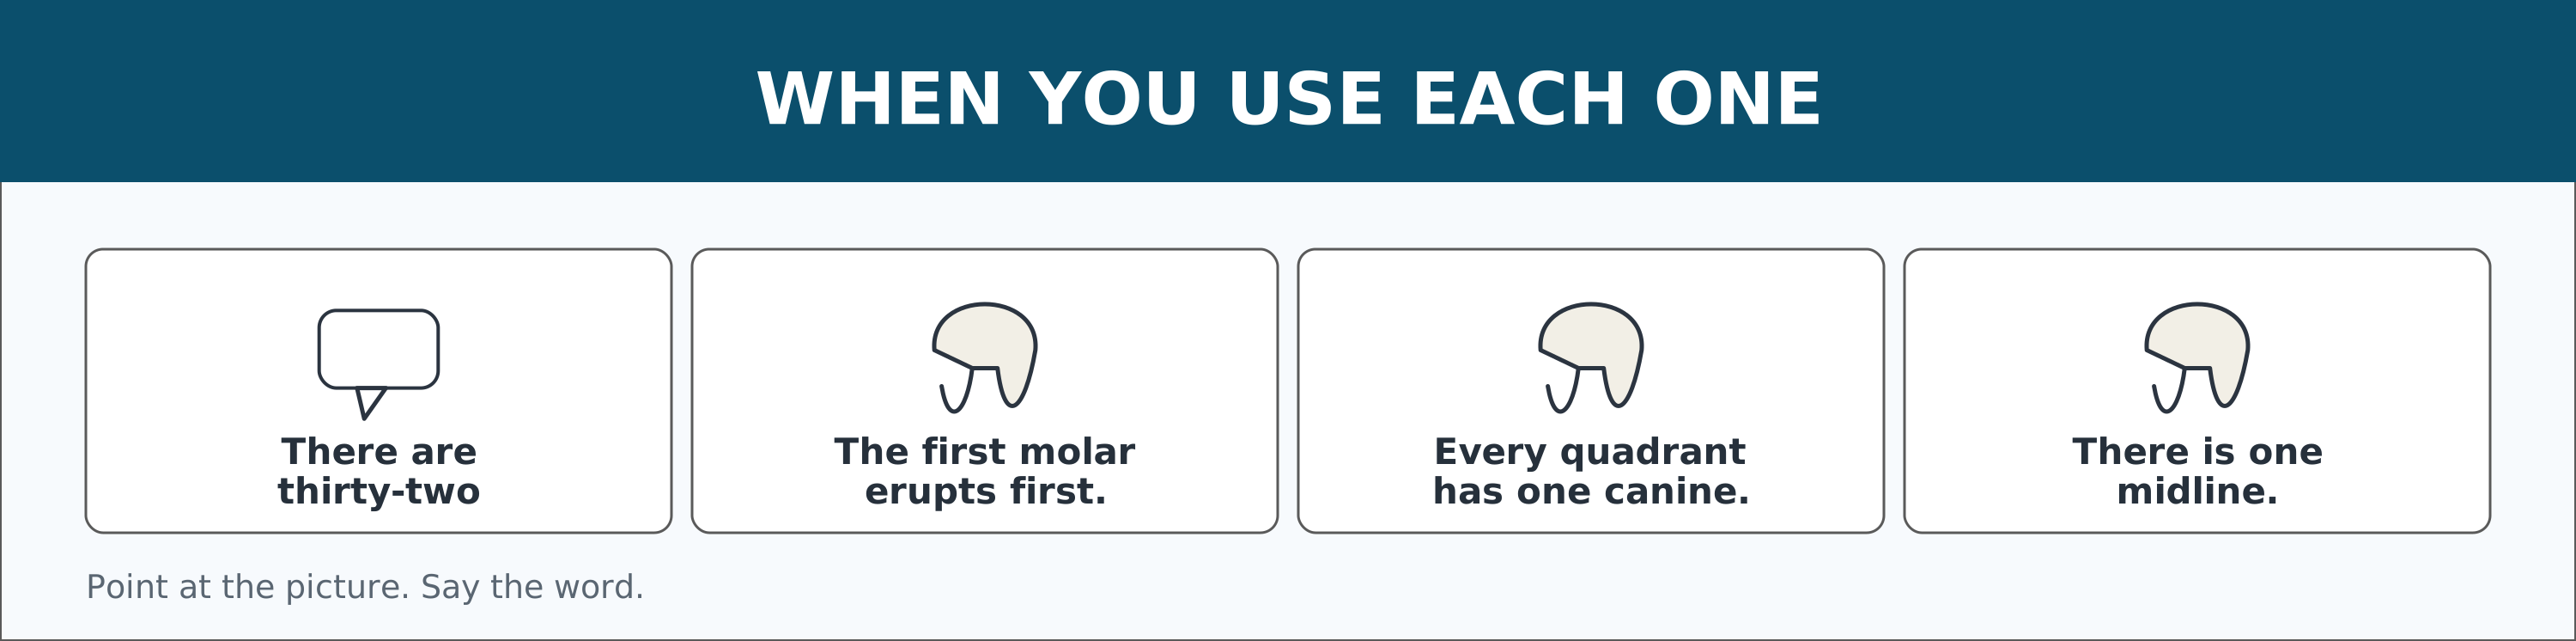 WHEN YOU USE EACH ONE
There are
thirty-two
The first molar
erupts first.
Every quadrant
has one canine.
There is one
midline.
Point at the picture. Say the word.